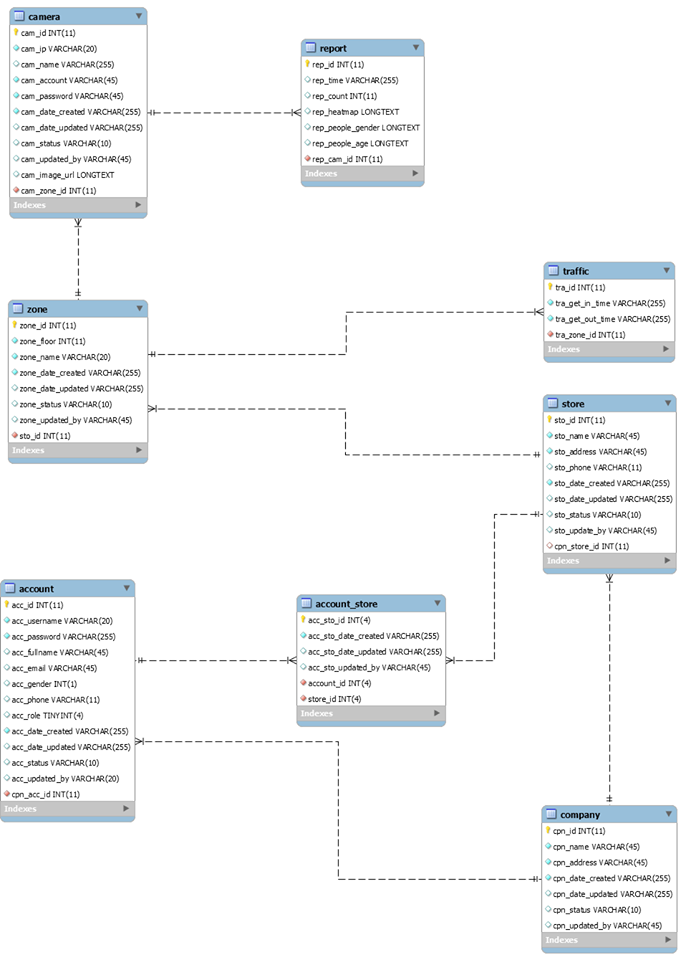 camera
cam_id INT(11)
cam_ip VARCHAR(20)
cam_name VARCHAR(255)
cam_account VARCHAR(45)
cam_password VARCHAR(45)
cam_date_created VARCHAR(255)
cam_date_updated VARCHAR(255)
cam_status VARCHAR(10)
cam_updated_by VARCHAR(45)
cam_image_url LONGTEXT
cam_zone_id INT(11)
Indexes
report
rep_id INT(11)
rep_time VARCHAR(255)
rep_count INT(11)
rep_heatmap LONGTEXT
rep_people_gender LONGTEXT
rep_people_age LONGTEXT
rep_cam_id INT(11)
Indexes
zone
zone_id INT(11)
zone_floor INT(11)
zone_name VARCHAR(20)
zone_date_created VARCHAR(255)
zone_date_updated VARCHAR(255)
zone_status VARCHAR(10)
zone_updated_by VARCHAR(45)
sto_id INT(11)
Indexes
traffic
tra_id INT(11)
tra_get_in_time VARCHAR(255)
tra_get_out_time VARCHAR(255)
tra_zone_id INT(11)
Indexes
store
sto_id INT(11)
sto_name VARCHAR(45)
sto_address VARCHAR(45)
sto_phone VARCHAR(11)
sto_date_created VARCHAR(255)
sto_date_updated VARCHAR(255)
sto_status VARCHAR(10)
sto_update_by VARCHAR(45)
cpn_store_id INT(11)
Indexes
account
acc_id INT(11)
acc_username VARCHAR(20)
acc_password VARCHAR(255)
acc_fullname VARCHAR(45)
acc_email VARCHAR(45)
acc_gender INT(1)
acc_phone VARCHAR(11)
acc_role TINYINT(4)
acc_date_created VARCHAR(255)
acc_date_updated VARCHAR(255)
acc_status VARCHAR(10)
acc_updated_by VARCHAR(20)
cpn_acc_id INT(11)
Indexes
account_store
acc_sto_id INT(4)
acc_sto_date_created VARCHAR(255)
acc_sto_date_updated VARCHAR(255)
acc_sto_updated_by VARCHAR(45)
account_id INT(4)
store_id INT(4)
Indexes
company
cpn_id INT(11)
cpn_name VARCHAR(45)
cpn_address VARCHAR(45)
cpn_date_created VARCHAR(255)
cpn_date_updated VARCHAR(255)
cpn_status VARCHAR(10)
cpn_updated_by VARCHAR(45)
Indexes